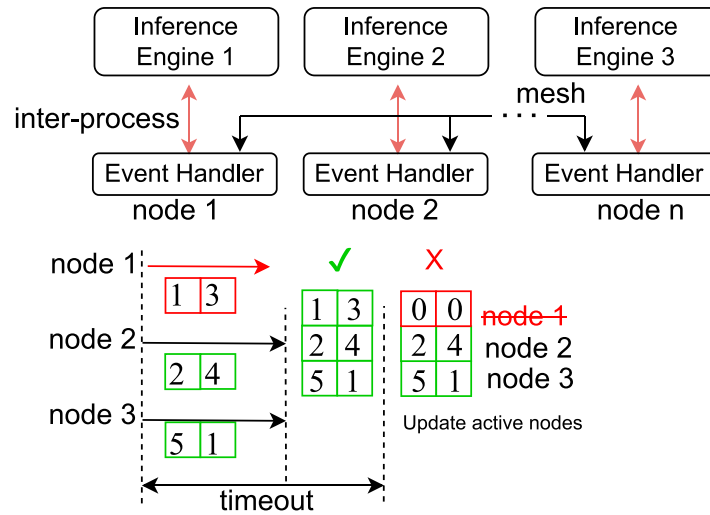 Inference
Engine 1
Inference
Engine 2
Inference
Engine 3
inter-process
mesh
...
Event Handler
Event Handler
Event Handler
node 1
node 2
node n
node 1
✓
X
1 3
1 3
0 0
node 1
node 2
2 4
2 4
node 2
2 4
node 3
5 1
5 1
node 3
5 1
Update active nodes
timeout